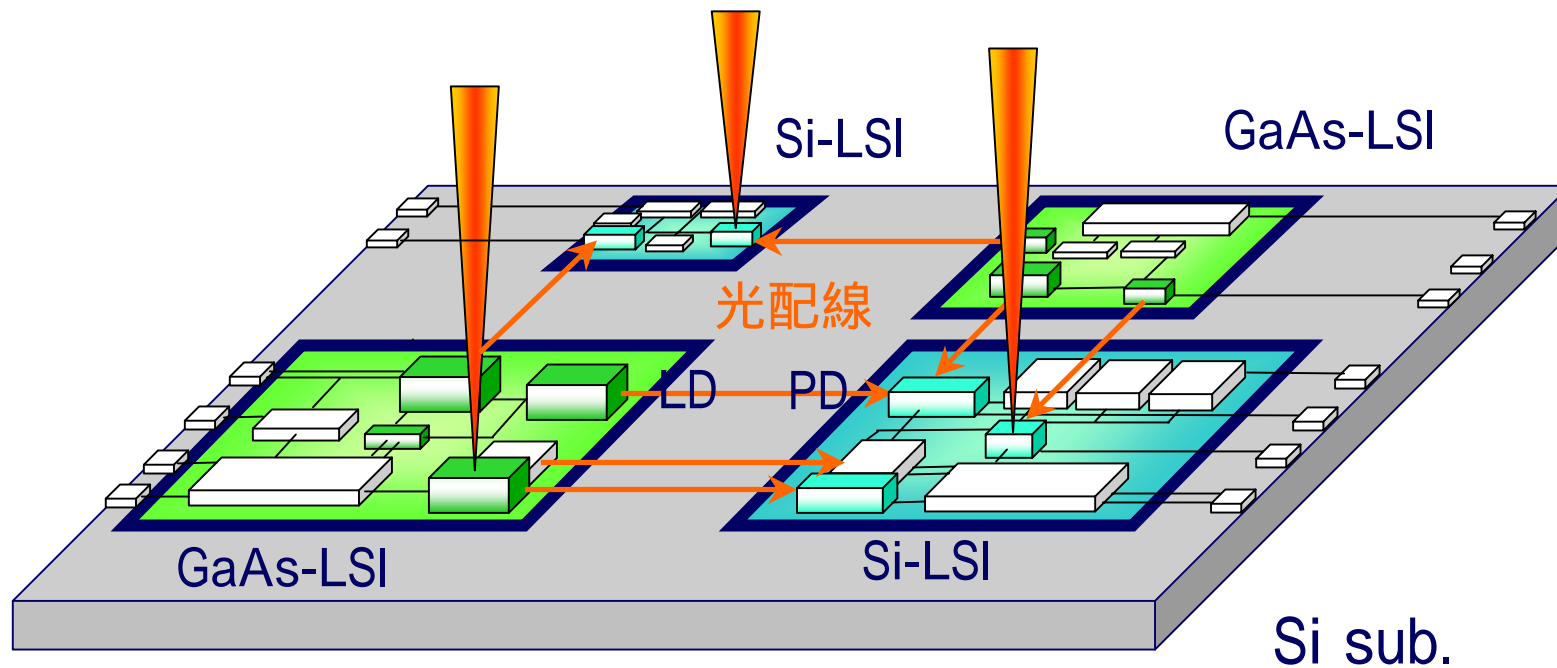 Si-LSI
GaAs-LSI
光配線
LD
PD
GaAs-LSI
Si-LSI
Si sub.